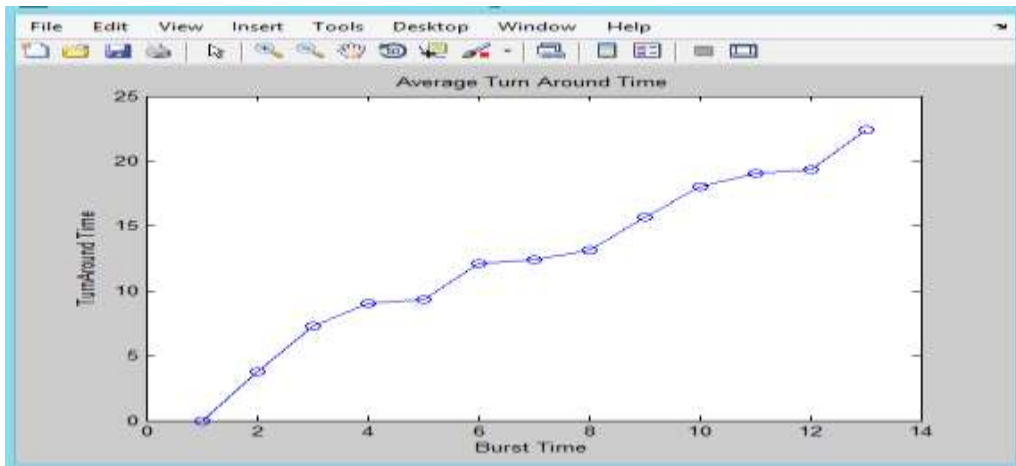 File Edit View Insert Tools Desktop Window Help
Average Turn Around Time
25
20
15
10
5
0
TurnAround Time
0 2 4 6 8 10 12 14
Burst Time